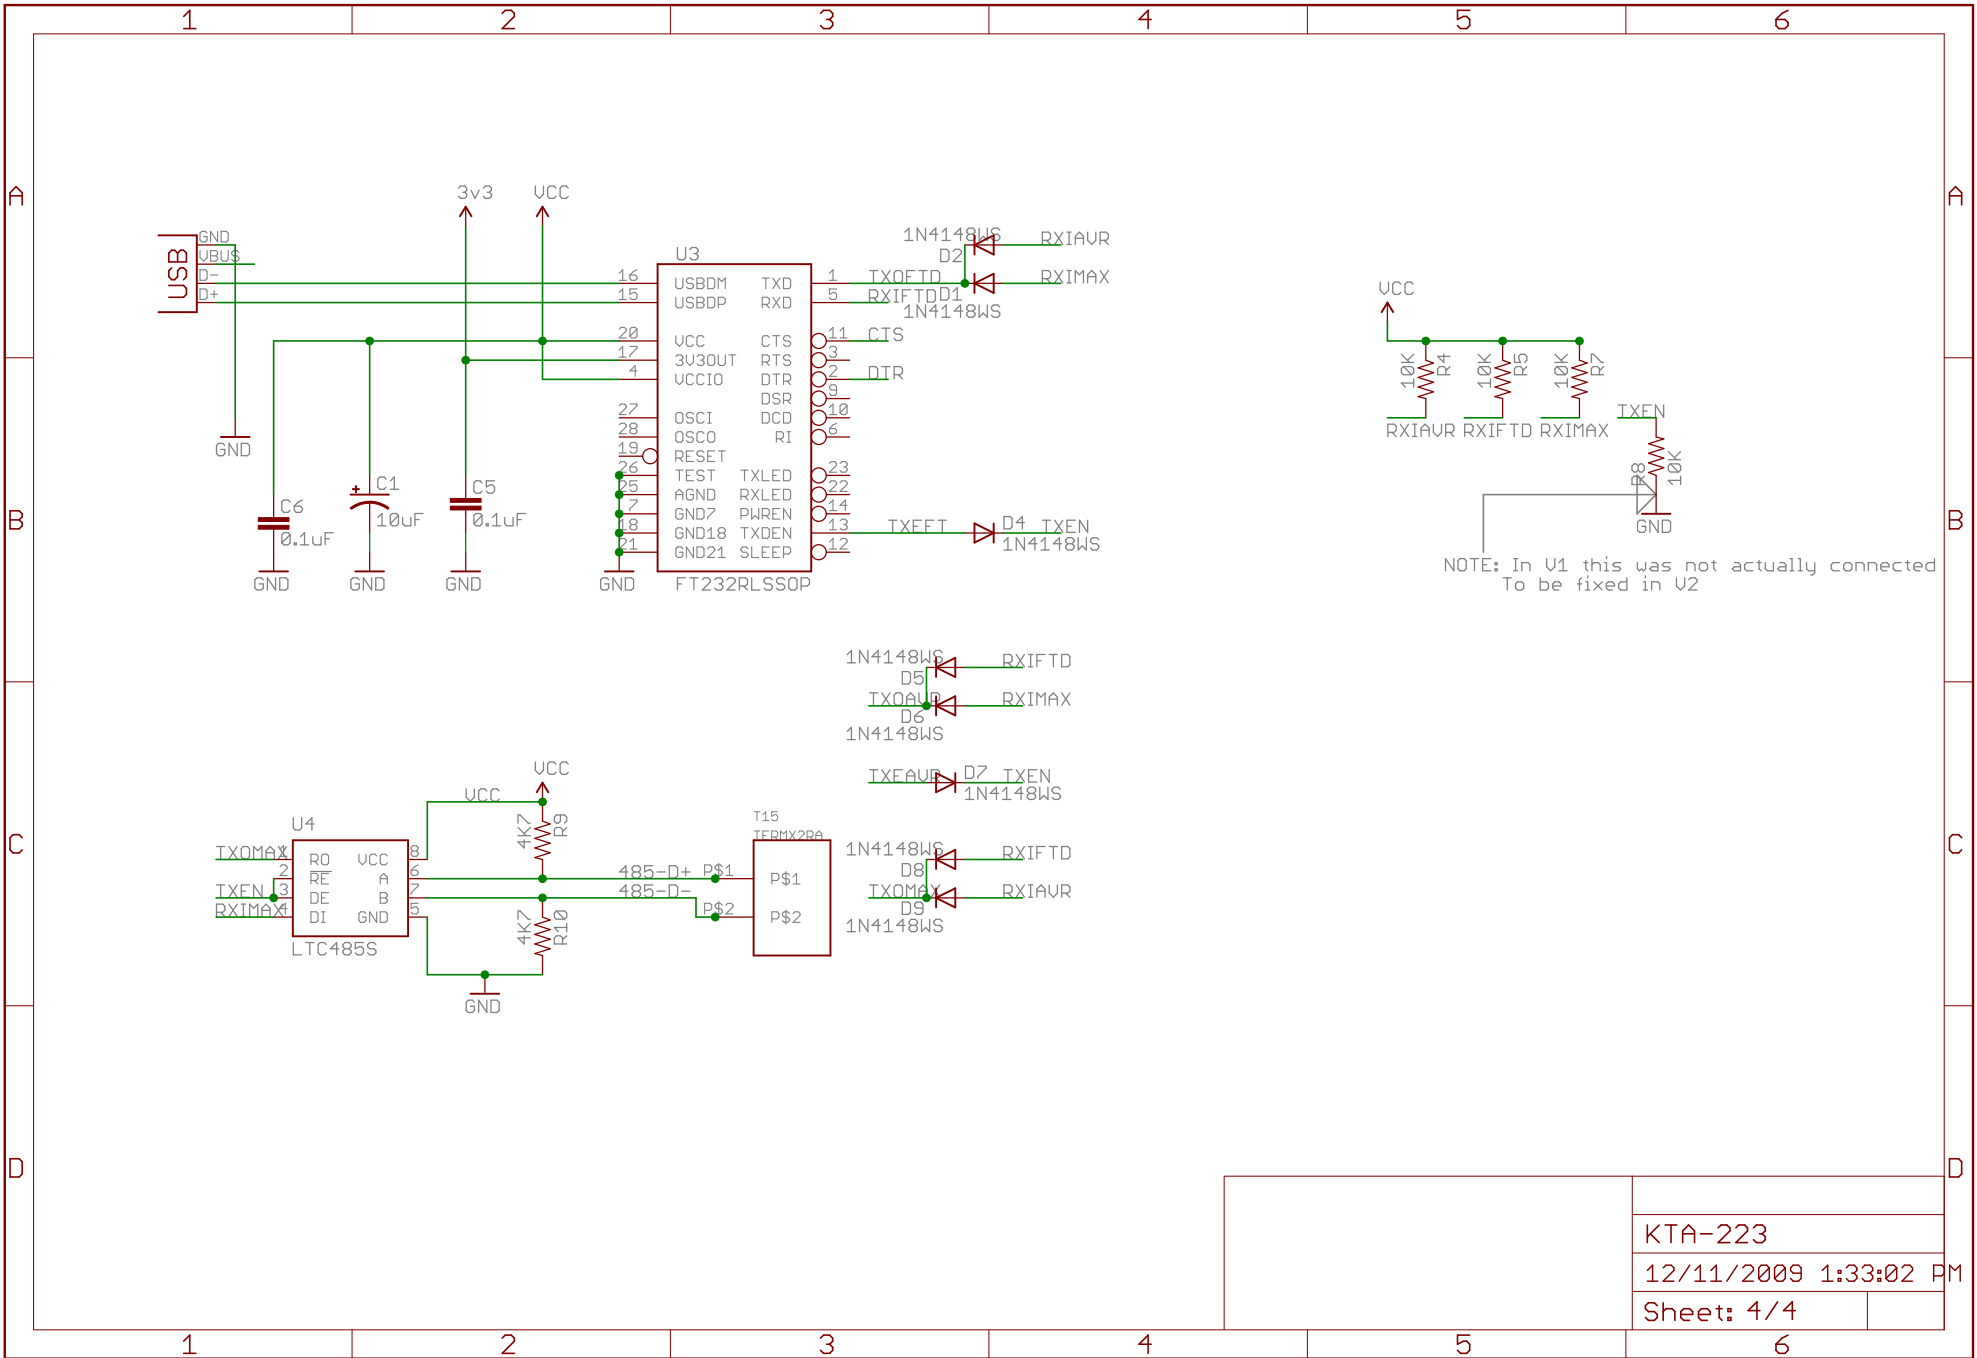 1 2 3 4 5 6
A A
B B
C C
D D
USB
GND
VBUS
D-
D+
GND
3v3
VCC
C6
0.1uF
GND
C1
10uF
GND
C5
0.1uF
GND
U3
16 USBDM TXD 1
15 USBDP RXD 5
20 VCC CTS 11
17 3V3OUT RTS 3
4 VCCIO DTR 2
DSR 9
27 OSCI DCD 10
28 OSCO RI 6
19 RESET
26 TEST TXLED 23
25 AGND RXLED 22
7 GND7 PWREN 14
18 GND18 TXDEN 13
21 GND21 SLEEP 12
GND
FT232RLSSOP
1N4148WS
D2
RXIAVR
TXOFTD
RXIMAX
RXIFTD
D1
1N4148WS
CTS
DTR
TXEFT
D4
TXEN
1N4148WS
VCC
10K R4
10K R5
10K R7
RXIAVR RXIFTD RXIMAX
TXEN
R8 10K
GND
NOTE: In V1 this was not actually connected
To be fixed in V2
1N4148WS
D5
RXIFTD
TXOAVR
RXIMAX
D6
1N4148WS
TXEAVR
D7
TXEN
1N4148WS
1N4148WS
D8
RXIFTD
TXOMAX
RXIAVR
D9
1N4148WS
VCC
VCC
U4
4K7 R9
TXOMAX 1 RO VCC 8
2 RE A 6
TXEN 3 DE B 7
RXIMAX 4 DI GND 5
LTC485S
485-D+
485-D-
4K7 R10
GND
T15
TERMX2RA
P$1 P$1
P$2 P$2
KTA-223
12/11/2009 1:33:02 PM
Sheet: 4/4
1 2 3 4 5 6